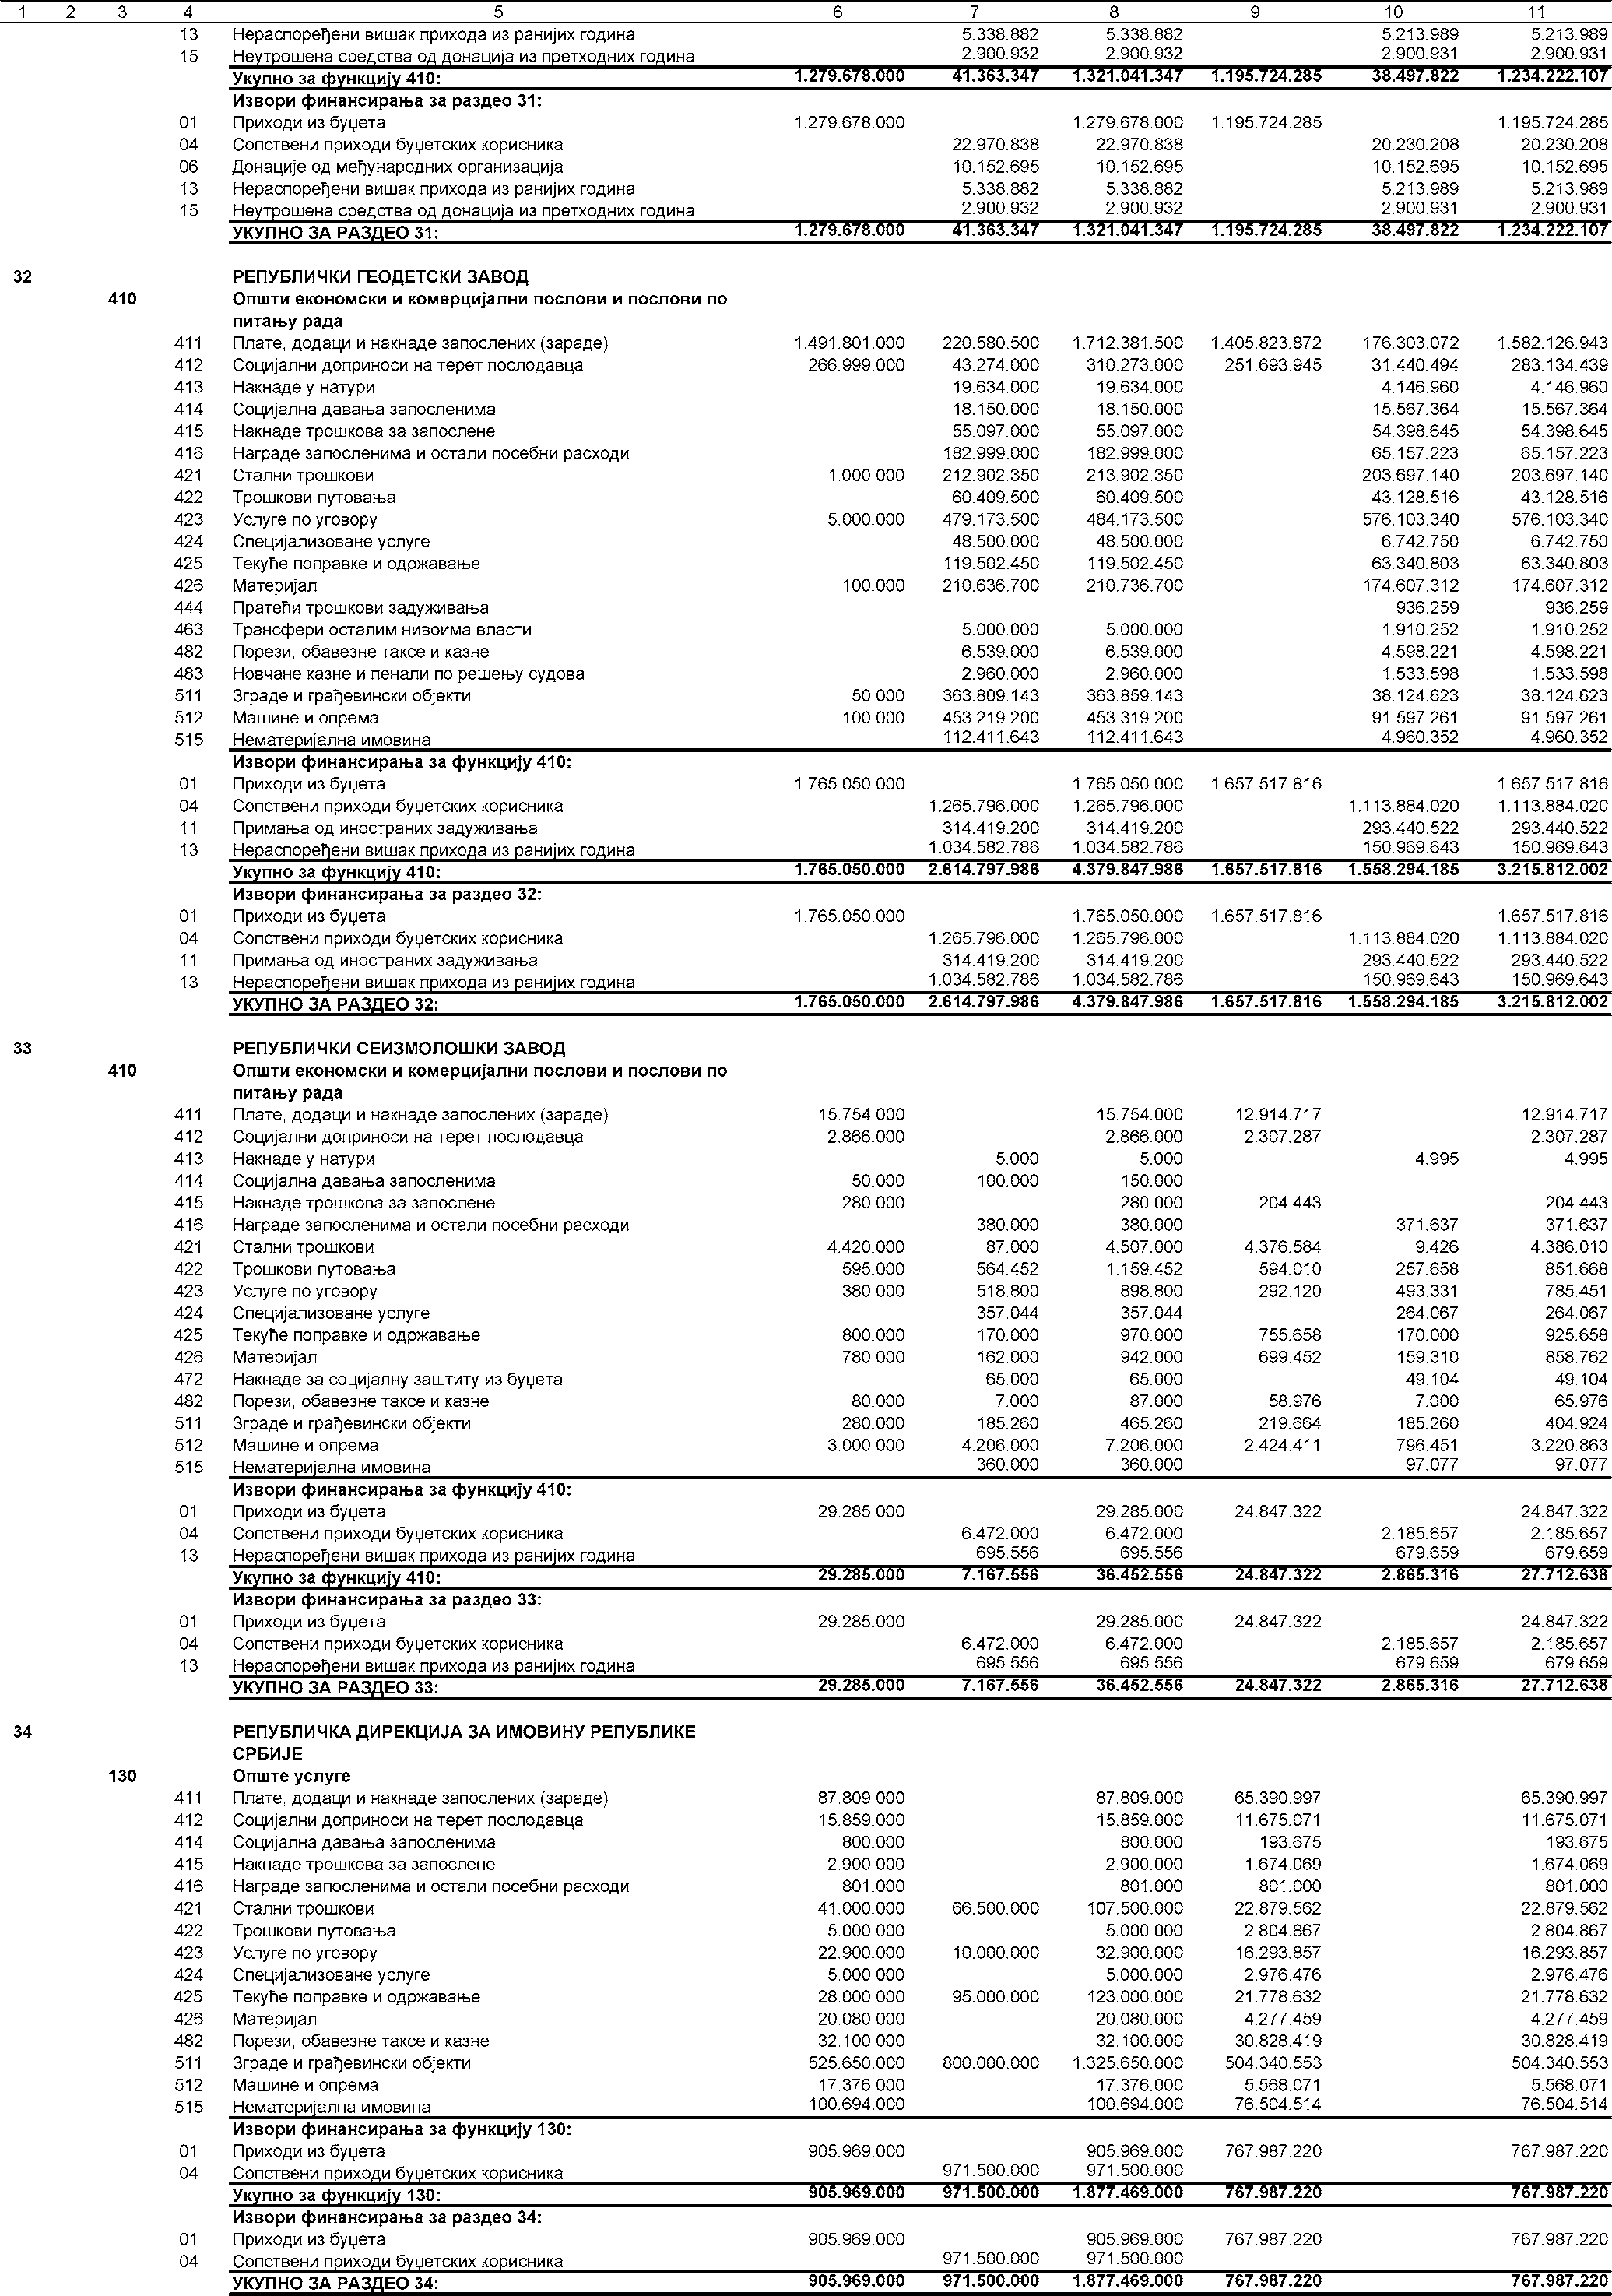 1 2 3 4 5 6 7 8 9 10 11
13 Нераспоређени вишак прихода из ранијих година 5.338.882 5.338.882 5.213.989 5.213.989
15 Неутрошена средства од донација из претходних година 2.900.932 2.900.932 2.900.931 2.900.931
Укупно за функцију 410: 1.279.678.000 41.363.347 1.321.041.347 1.195.724.285 38.497.822 1.234.222.107
Извори финансирања за раздео 31:
01 Приходи из буџета 1.279.678.000 1.279.678.000 1.195.724.285 1.195.724.285
04 Сопствени приходи буџетских корисника 22.970.838 22.970.838 20.230.208 20.230.208
06 Донације од међународних организација 10.152.695 10.152.695 10.152.695 10.152.695
13 Нераспоређени вишак прихода из ранијих година 5.338.882 5.338.882 5.213.989 5.213.989
15 Неутрошена средства од донација из претходних година 2.900.932 2.900.932 2.900.931 2.900.931
УКУПНО ЗА РАЗДЕО 31: 1.279.678.000 41.363.347 1.321.041.347 1.195.724.285 38.497.822 1.234.222.107
32 РЕПУБЛИЧКИ ГЕОДЕТСКИ ЗАВОД
410 Општи економски и комерцијални послови и послови по
питању рада
411 Плате, додаци и накнаде запослених (зараде) 1.491.801.000 220.580.500 1.712.381.500 1.405.823.872 176.303.072 1.582.126.943
412 Социјални доприноси на терет послодавца 266.999.000 43.274.000 310.273.000 251.693.945 31.440.494 283.134.439
413 Накнаде у натури 19.634.000 19.634.000 4.146.960 4.146.960
414 Социјална давања запосленима 18.150.000 18.150.000 15.567.364 15.567.364
415 Накнаде трошкова за запослене 55.097.000 55.097.000 54.398.645 54.398.645
416 Награде запосленима и остали посебни расходи 182.999.000 182.999.000 65.157.223 65.157.223
421 Стални трошкови 1.000.000 212.902.350 213.902.350 203.697.140 203.697.140
422 Трошкови путовања 60.409.500 60.409.500 43.128.516 43.128.516
423 Услуге по уговору 5.000.000 479.173.500 484.173.500 576.103.340 576.103.340
424 Специјализоване услуге 48.500.000 48.500.000 6.742.750 6.742.750
425 Текуће поправке и одржавање 119.502.450 119.502.450 63.340.803 63.340.803
426 Материјал 100.000 210.636.700 210.736.700 174.607.312 174.607.312
444 Пратећи трошкови задуживања 936.259 936.259
463 Трансфери осталим нивоима власти 5.000.000 5.000.000 1.910.252 1.910.252
482 Порези, обавезне таксе и казне 6.539.000 6.539.000 4.598.221 4.598.221
483 Новчане казне и пенали по решењу судова 2.960.000 2.960.000 1.533.598 1.533.598
511 Зграде и грађевински објекти 50.000 363.809.143 363.859.143 38.124.623 38.124.623
512 Машине и опрема 100.000 453.219.200 453.319.200 91.597.261 91.597.261
515 Нематеријална имовина 112.411.643 112.411.643 4.960.352 4.960.352
Извори финансирања за функцију 410:
01 Приходи из буџета 1.765.050.000 1.765.050.000 1.657.517.816 1.657.517.816
04 Сопствени приходи буџетских корисника 1.265.796.000 1.265.796.000 1.113.884.020 1.113.884.020
11 Примања од иностраних задуживања 314.419.200 314.419.200 293.440.522 293.440.522
13 Нераспоређени вишак прихода из ранијих година 1.034.582.786 1.034.582.786 150.969.643 150.969.643
Укупно за функцију 410: 1.765.050.000 2.614.797.986 4.379.847.986 1.657.517.816 1.558.294.185 3.215.812.002
Извори финансирања за раздео 32:
01 Приходи из буџета 1.765.050.000 1.765.050.000 1.657.517.816 1.657.517.816
04 Сопствени приходи буџетских корисника 1.265.796.000 1.265.796.000 1.113.884.020 1.113.884.020
11 Примања од иностраних задуживања 314.419.200 314.419.200 293.440.522 293.440.522
13 Нераспоређени вишак прихода из ранијих година 1.034.582.786 1.034.582.786 150.969.643 150.969.643
УКУПНО ЗА РАЗДЕО 32: 1.765.050.000 2.614.797.986 4.379.847.986 1.657.517.816 1.558.294.185 3.215.812.002
33 РЕПУБЛИЧКИ СЕИЗМОЛОШКИ ЗАВОД
410 Општи економски и комерцијални послови и послови по
питању рада
411 Плате, додаци и накнаде запослених (зараде) 15.754.000 15.754.000 12.914.717 12.914.717
412 Социјални доприноси на терет послодавца 2.866.000 2.866.000 2.307.287 2.307.287
413 Накнаде у натури 5.000 5.000 4.995 4.995
414 Социјална давања запосленима 50.000 100.000 150.000
415 Накнаде трошкова за запослене 280.000 280.000 204.443 204.443
416 Награде запосленима и остали посебни расходи 380.000 380.000 371.637 371.637
421 Стални трошкови 4.420.000 87.000 4.507.000 4.376.584 9.426 4.386.010
422 Трошкови путовања 595.000 564.452 1.159.452 594.010 257.658 851.668
423 Услуге по уговору 380.000 518.800 898.800 292.120 493.331 785.451
424 Специјализоване услуге 357.044 357.044 264.067 264.067
425 Текуће поправке и одржавање 800.000 170.000 970.000 755.658 170.000 925.658
426 Материјал 780.000 162.000 942.000 699.452 159.310 858.762
472 Накнаде за социјалну заштиту из буџета 65.000 65.000 49.104 49.104
482 Порези, обавезне таксе и казне 80.000 7.000 87.000 58.976 7.000 65.976
511 Зграде и грађевински објекти 280.000 185.260 465.260 219.664 185.260 404.924
512 Машине и опрема 3.000.000 4.206.000 7.206.000 2.424.411 796.451 3.220.863
515 Нематеријална имовина 360.000 360.000 97.077 97.077
Извори финансирања за функцију 410:
01 Приходи из буџета 29.285.000 29.285.000 24.847.322 24.847.322
04 Сопствени приходи буџетских корисника 6.472.000 6.472.000 2.185.657 2.185.657
13 Нераспоређени вишак прихода из ранијих година 695.556 695.556 679.659 679.659
Укупно за функцију 410: 29.285.000 7.167.556 36.452.556 24.847.322 2.865.316 27.712.638
Извори финансирања за раздео 33:
01 Приходи из буџета 29.285.000 29.285.000 24.847.322 24.847.322
04 Сопствени приходи буџетских корисника 6.472.000 6.472.000 2.185.657 2.185.657
13 Нераспоређени вишак прихода из ранијих година 695.556 695.556 679.659 679.659
УКУПНО ЗА РАЗДЕО 33: 29.285.000 7.167.556 36.452.556 24.847.322 2.865.316 27.712.638
34 РЕПУБЛИЧКА ДИРЕКЦИЈА ЗА ИМОВИНУ РЕПУБЛИКЕ
СРБИЈЕ
130 Опште услуге
411 Плате, додаци и накнаде запослених (зараде) 87.809.000 87.809.000 65.390.997 65.390.997
412 Социјални доприноси на терет послодавца 15.859.000 15.859.000 11.675.071 11.675.071
414 Социјална давања запосленима 800.000 800.000 193.675 193.675
415 Накнаде трошкова за запослене 2.900.000 2.900.000 1.674.069 1.674.069
416 Награде запосленима и остали посебни расходи 801.000 801.000 801.000 801.000
421 Стални трошкови 41.000.000 66.500.000 107.500.000 22.879.562 22.879.562
422 Трошкови путовања 5.000.000 5.000.000 2.804.867 2.804.867
423 Услуге по уговору 22.900.000 10.000.000 32.900.000 16.293.857 16.293.857
424 Специјализоване услуге 5.000.000 5.000.000 2.976.476 2.976.476
425 Текуће поправке и одржавање 28.000.000 95.000.000 123.000.000 21.778.632 21.778.632
426 Материјал 20.080.000 20.080.000 4.277.459 4.277.459
482 Порези, обавезне таксе и казне 32.100.000 32.100.000 30.828.419 30.828.419
511 Зграде и грађевински објекти 525.650.000 800.000.000 1.325.650.000 504.340.553 504.340.553
512 Машине и опрема 17.376.000 17.376.000 5.568.071 5.568.071
515 Нематеријална имовина 100.694.000 100.694.000 76.504.514 76.504.514
Извори финансирања за функцију 130:
01 Приходи из буџета 905.969.000 905.969.000 767.987.220 767.987.220
04 Сопствени приходи буџетских корисника 971.500.000 971.500.000
Укупно за функцију 130: 905.969.000 971.500.000 1.877.469.000 767.987.220 767.987.220
Извори финансирања за раздео 34:
01 Приходи из буџета 905.969.000 905.969.000 767.987.220 767.987.220
04 Сопствени приходи буџетских корисника 971.500.000 971.500.000
УКУПНО ЗА РАЗДЕО 34: 905.969.000 971.500.000 1.877.469.000 767.987.220 767.987.220